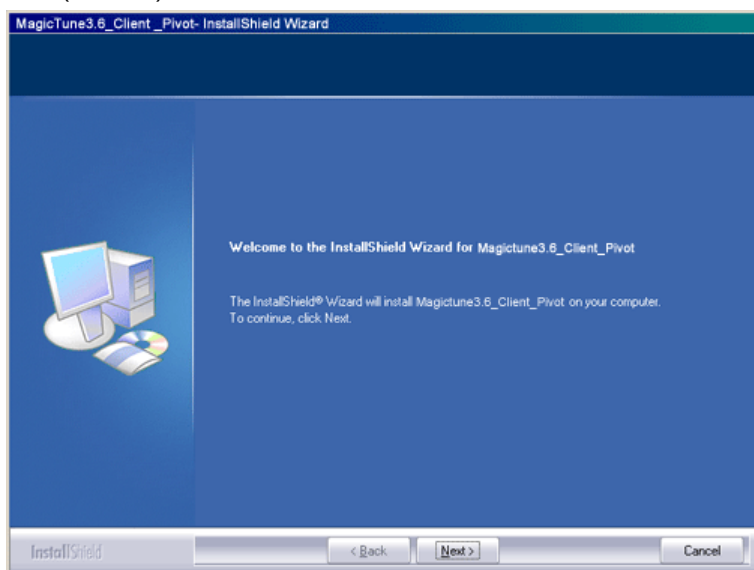 MagicTune3.6_Client _Pivot- InstallShield Wizard
Welcome to the InstallShield Wizard for Magictune3.6_Client_Pivot
The InstallShield® Wizard will install Magictune3.6_Client_Pivot on your computer.
To continue, click Next.
InstallShield
< Back
Next >
Cancel